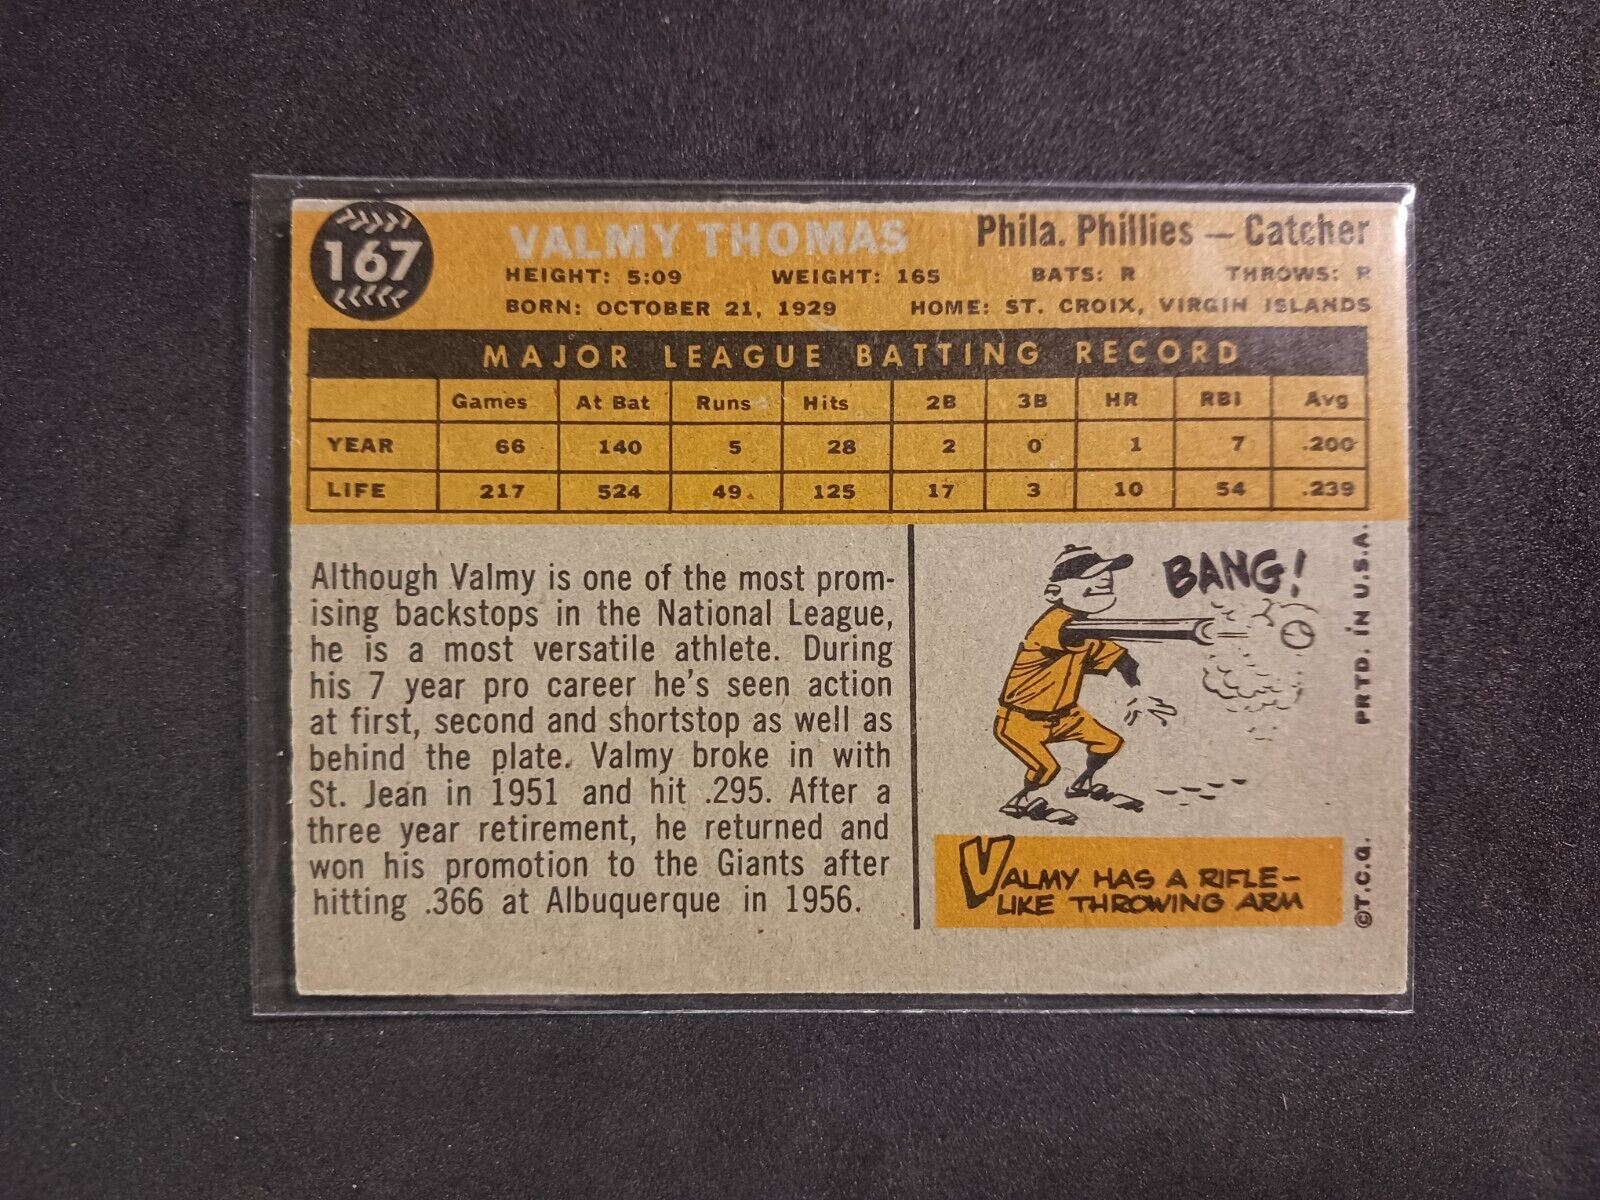 167
VALMY THOMAS Phila. Phillies — Catcher
HEIGHT: 5:09 WEIGHT: 165 BATS: R THROWS: R
BORN: OCTOBER 21, 1929 HOME: ST. CROIX, VIRGIN ISLANDS
MAJOR LEAGUE BATTING RECORD
Games At Bat Runs Hits 2B 3B HR RBI Avg
YEAR 66 140 5 28 2 0 1 7 .200
LIFE 217 524 49 125 17 3 10 54 .239
Although Valmy is one of the most prom-
ising backstops in the National League,
he is a most versatile athlete. During
his 7 year pro career he's seen action
at first, second and shortstop as well as
behind the plate. Valmy broke in with
St. Jean in 1951 and hit .295. After a
three year retirement, he returned and
won his promotion to the Giants after
hitting .366 at Albuquerque in 1956.
BANG!
VALMY HAS A RIFLE-
LIKE THROWING ARM
©T.C.G. PRTD. IN U.S.A.